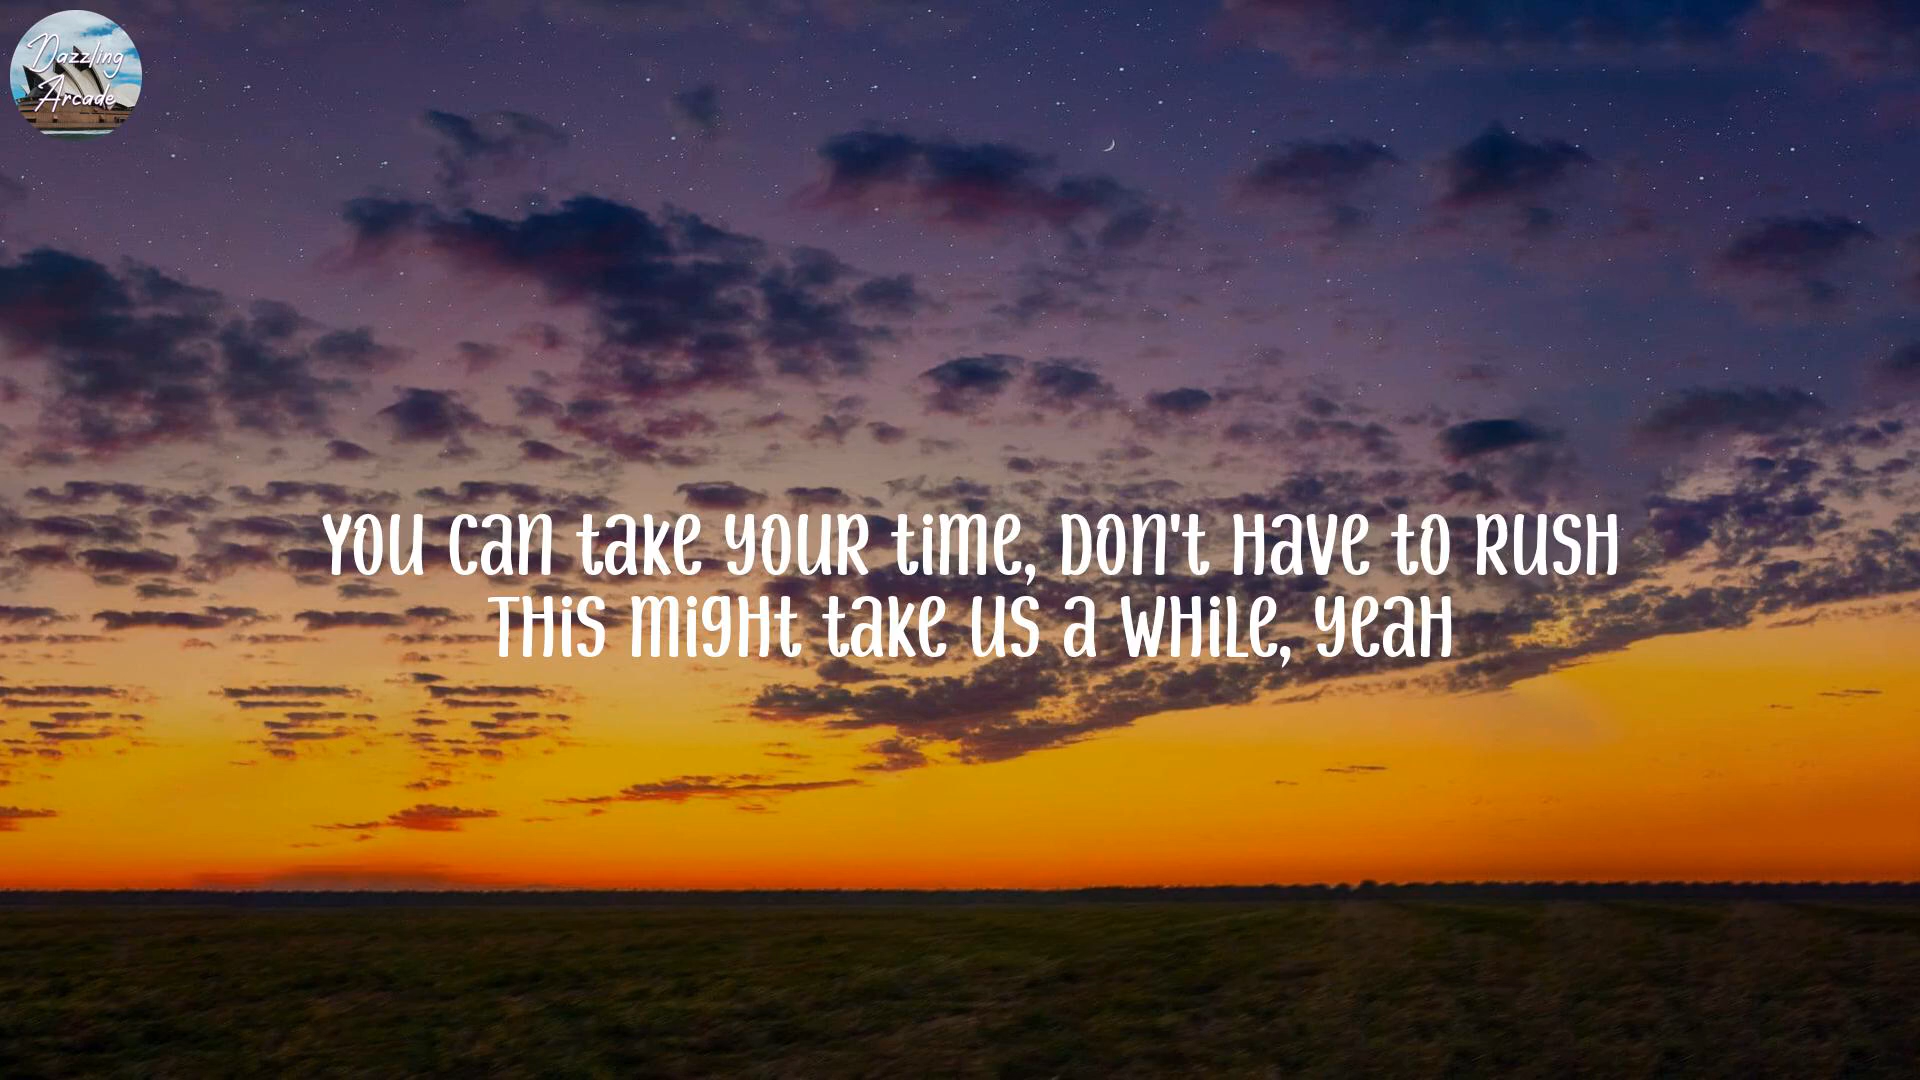 Dazzling
Arcade
You can take your time, don't have to rush
This might take us a while, yeah